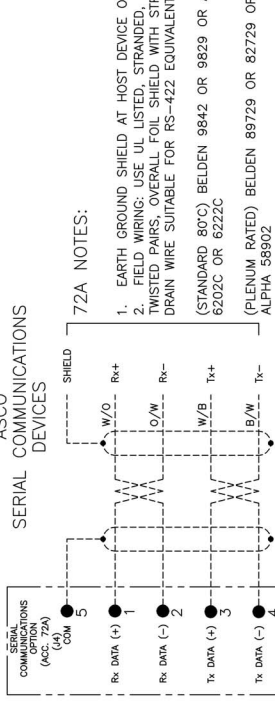 ASCO
SERIAL COMMUNICATIONS
DEVICES
SERIAL
COMMUNICATIONS
OPTION
(ACC. 72A)
(J4)
COM
5
SHIELD
Rx DATA (+)
1
W/O
Rx+
Rx DATA (-)
2
O/W
Rx-
Tx DATA (+)
3
W/B
Tx+
Tx DATA (-)
4
B/W
Tx-
72A NOTES:
1. EARTH GROUND SHIELD AT HOST DEVICE O
2. FIELD WIRING: USE UL LISTED, STRANDED,
TWISTED PAIRS, OVERALL FOIL SHIELD WITH STR
DRAIN WIRE SUITABLE FOR RS-422 EQUIVALENT
(STANDARD 80°C) BELDEN 9842 OR 9829 OR
6202C OR 6222C
(PLENUM RATED) BELDEN 89729 OR 82729 OR
ALPHA 58902